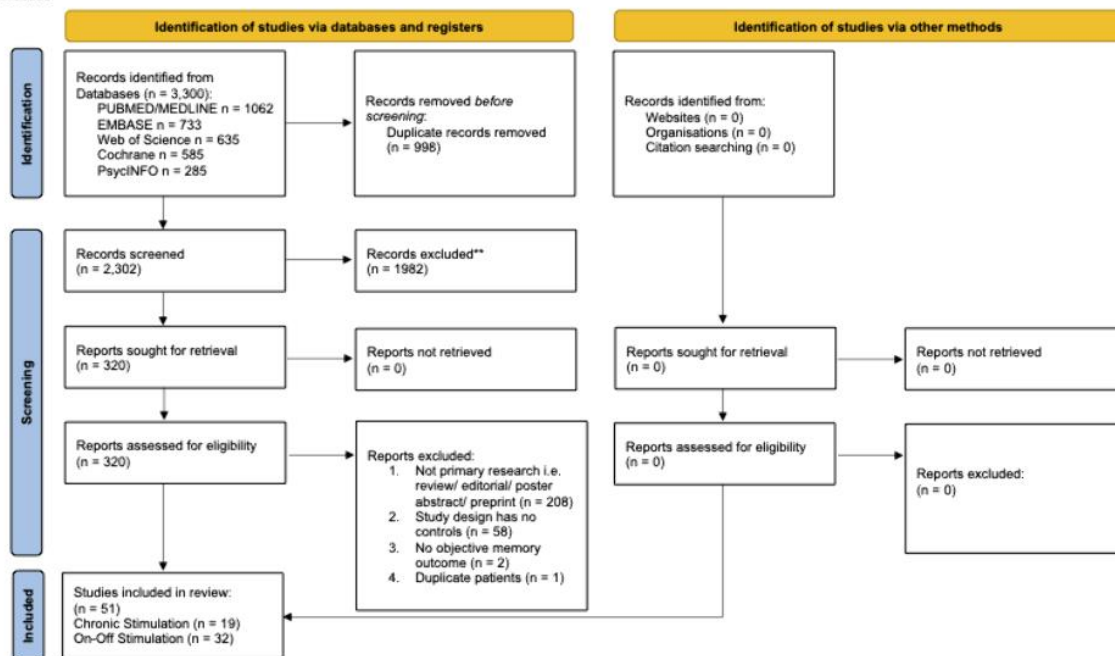 Identification of studies via databases and registers
Identification of studies via other methods
Identification
Records identified from
Databases (n = 3,300):
PUBMED/MEDLINE n = 1062
EMBASE n = 733
Web of Science n = 635
Cochrane n = 585
PsycINFO n = 285
Records removed before
screening:
Duplicate records removed
(n = 998)
Records identified from:
Websites (n = 0)
Organisations (n = 0)
Citation searching (n = 0)
Screening
Records screened
(n = 2,302)
Records excluded**
(n = 1982)
Reports sought for retrieval
(n = 320)
Reports not retrieved
(n = 0)
Reports sought for retrieval
(n = 0)
Reports not retrieved
(n = 0)
Reports assessed for eligibility
(n = 320)
Reports excluded:
1. Not primary research i.e.
review/ editorial/ poster
abstract/ preprint (n = 208)
2. Study design has no
controls (n = 58)
3. No objective memory
outcome (n = 2)
4. Duplicate patients (n = 1)
Reports assessed for eligibility
(n = 0)
Reports excluded:
(n = 0)
Included
Studies included in review:
(n = 51)
Chronic Stimulation (n = 19)
On-Off Stimulation (n = 32)